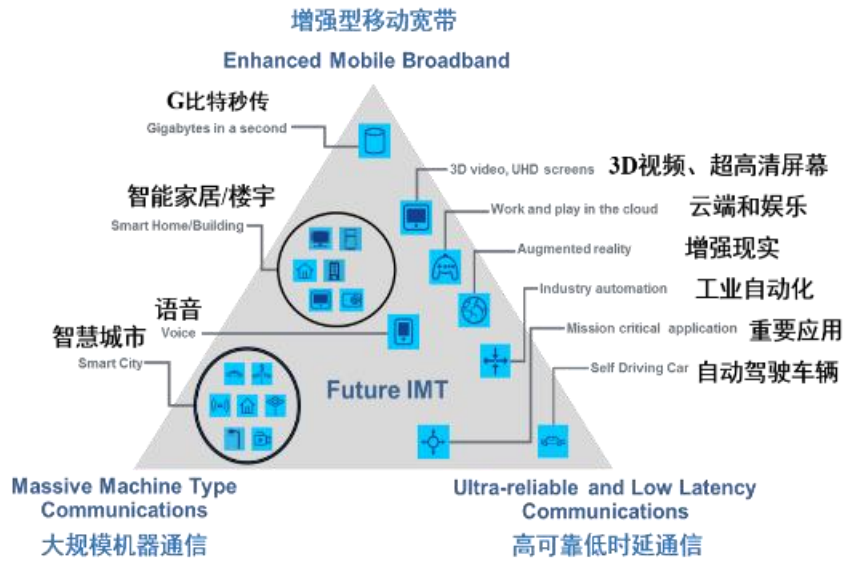 增强型移动宽带
Enhanced Mobile Broadband
G比特秒传
Gigabytes in a second
3D video, UHD screens 3D视频、超高清屏幕
智能家居/楼宇
Smart Home/Building
Work and play in the cloud 云端和娱乐
Augmented reality 增强现实
Industry automation 工业自动化
语音
Voice
Mission critical application 重要应用
智慧城市
Smart City
Self Driving Car 自动驾驶车辆
Future IMT
Massive Machine Type
Communications
大规模机器通信
Ultra-reliable and Low Latency
Communications
高可靠低时延通信